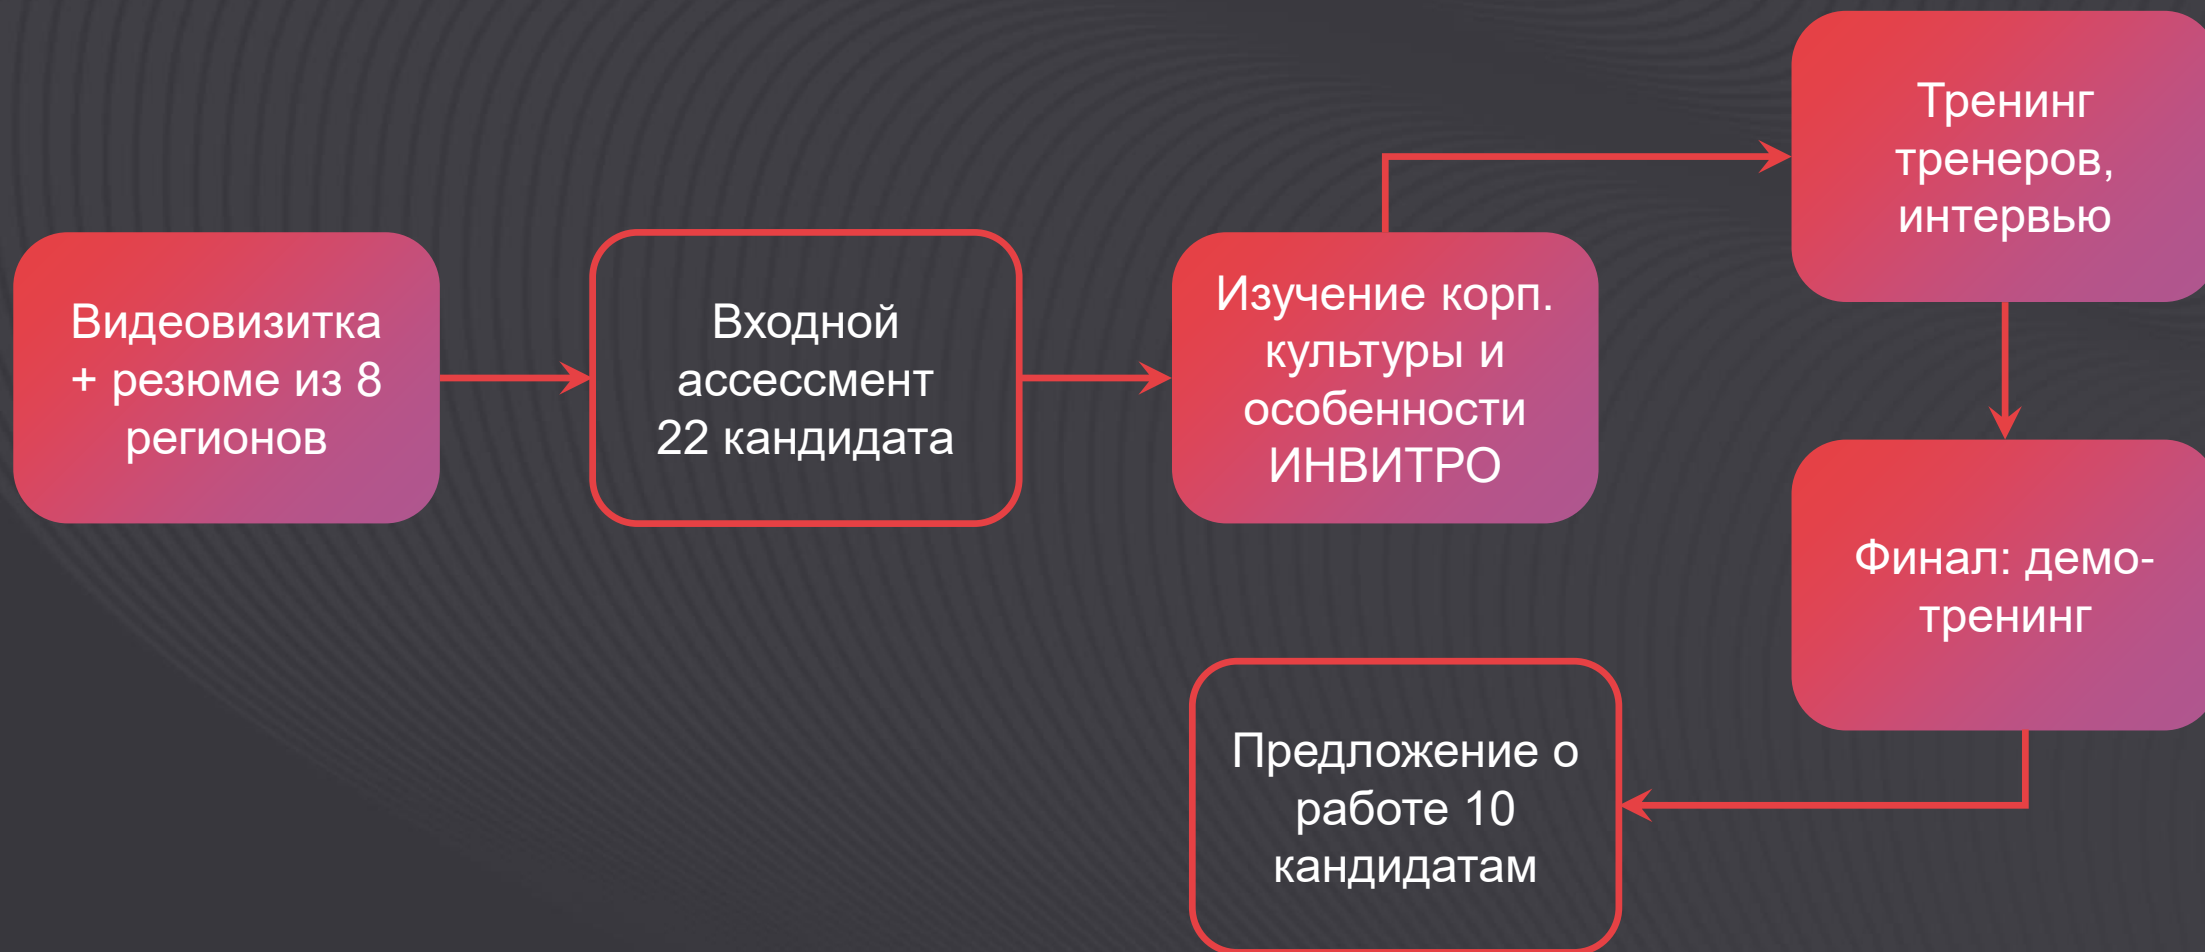 Видеовизитка
+ резюме из 8
регионов
Входной
ассессмент
22 кандидата
Изучение корп.
культуры и
особенности
ИНВИТРО
Тренинг
тренеров,
интервью
Финал: демо-
тренинг
Предложение о
работе 10
кандидатам